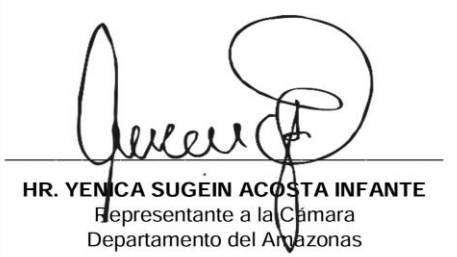 HR. YENICA SUGEIN ACOSTA INFANTE
Representante a la Cámara
Departamento del Amazonas